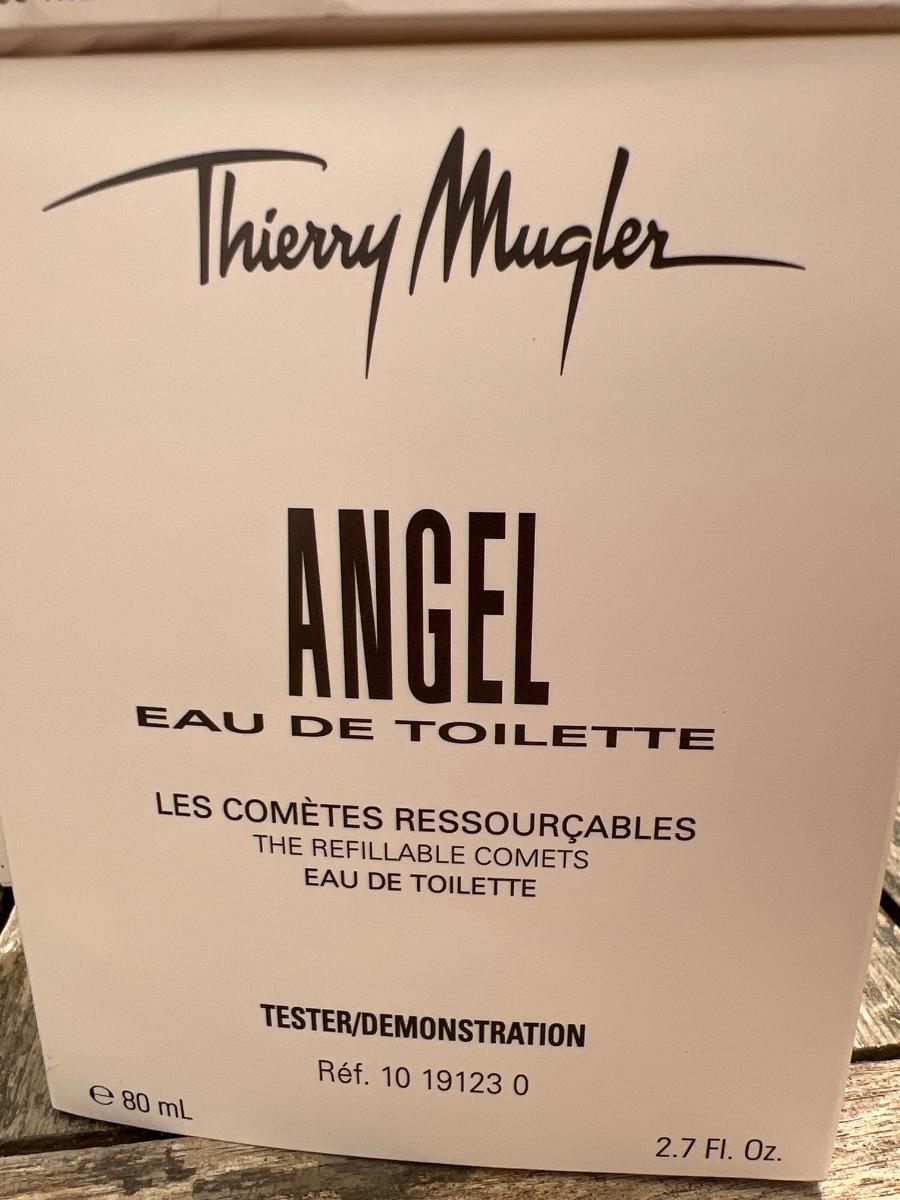 Thierry Mugler
ANGEL
EAU DE TOILETTE
LES COMÈTES RESSOURÇABLES
THE REFILLABLE COMETS
EAU DE TOILETTE
TESTER/DEMONSTRATION
Réf. 10 19123 0
℮ 80 mL
2.7 Fl. Oz.